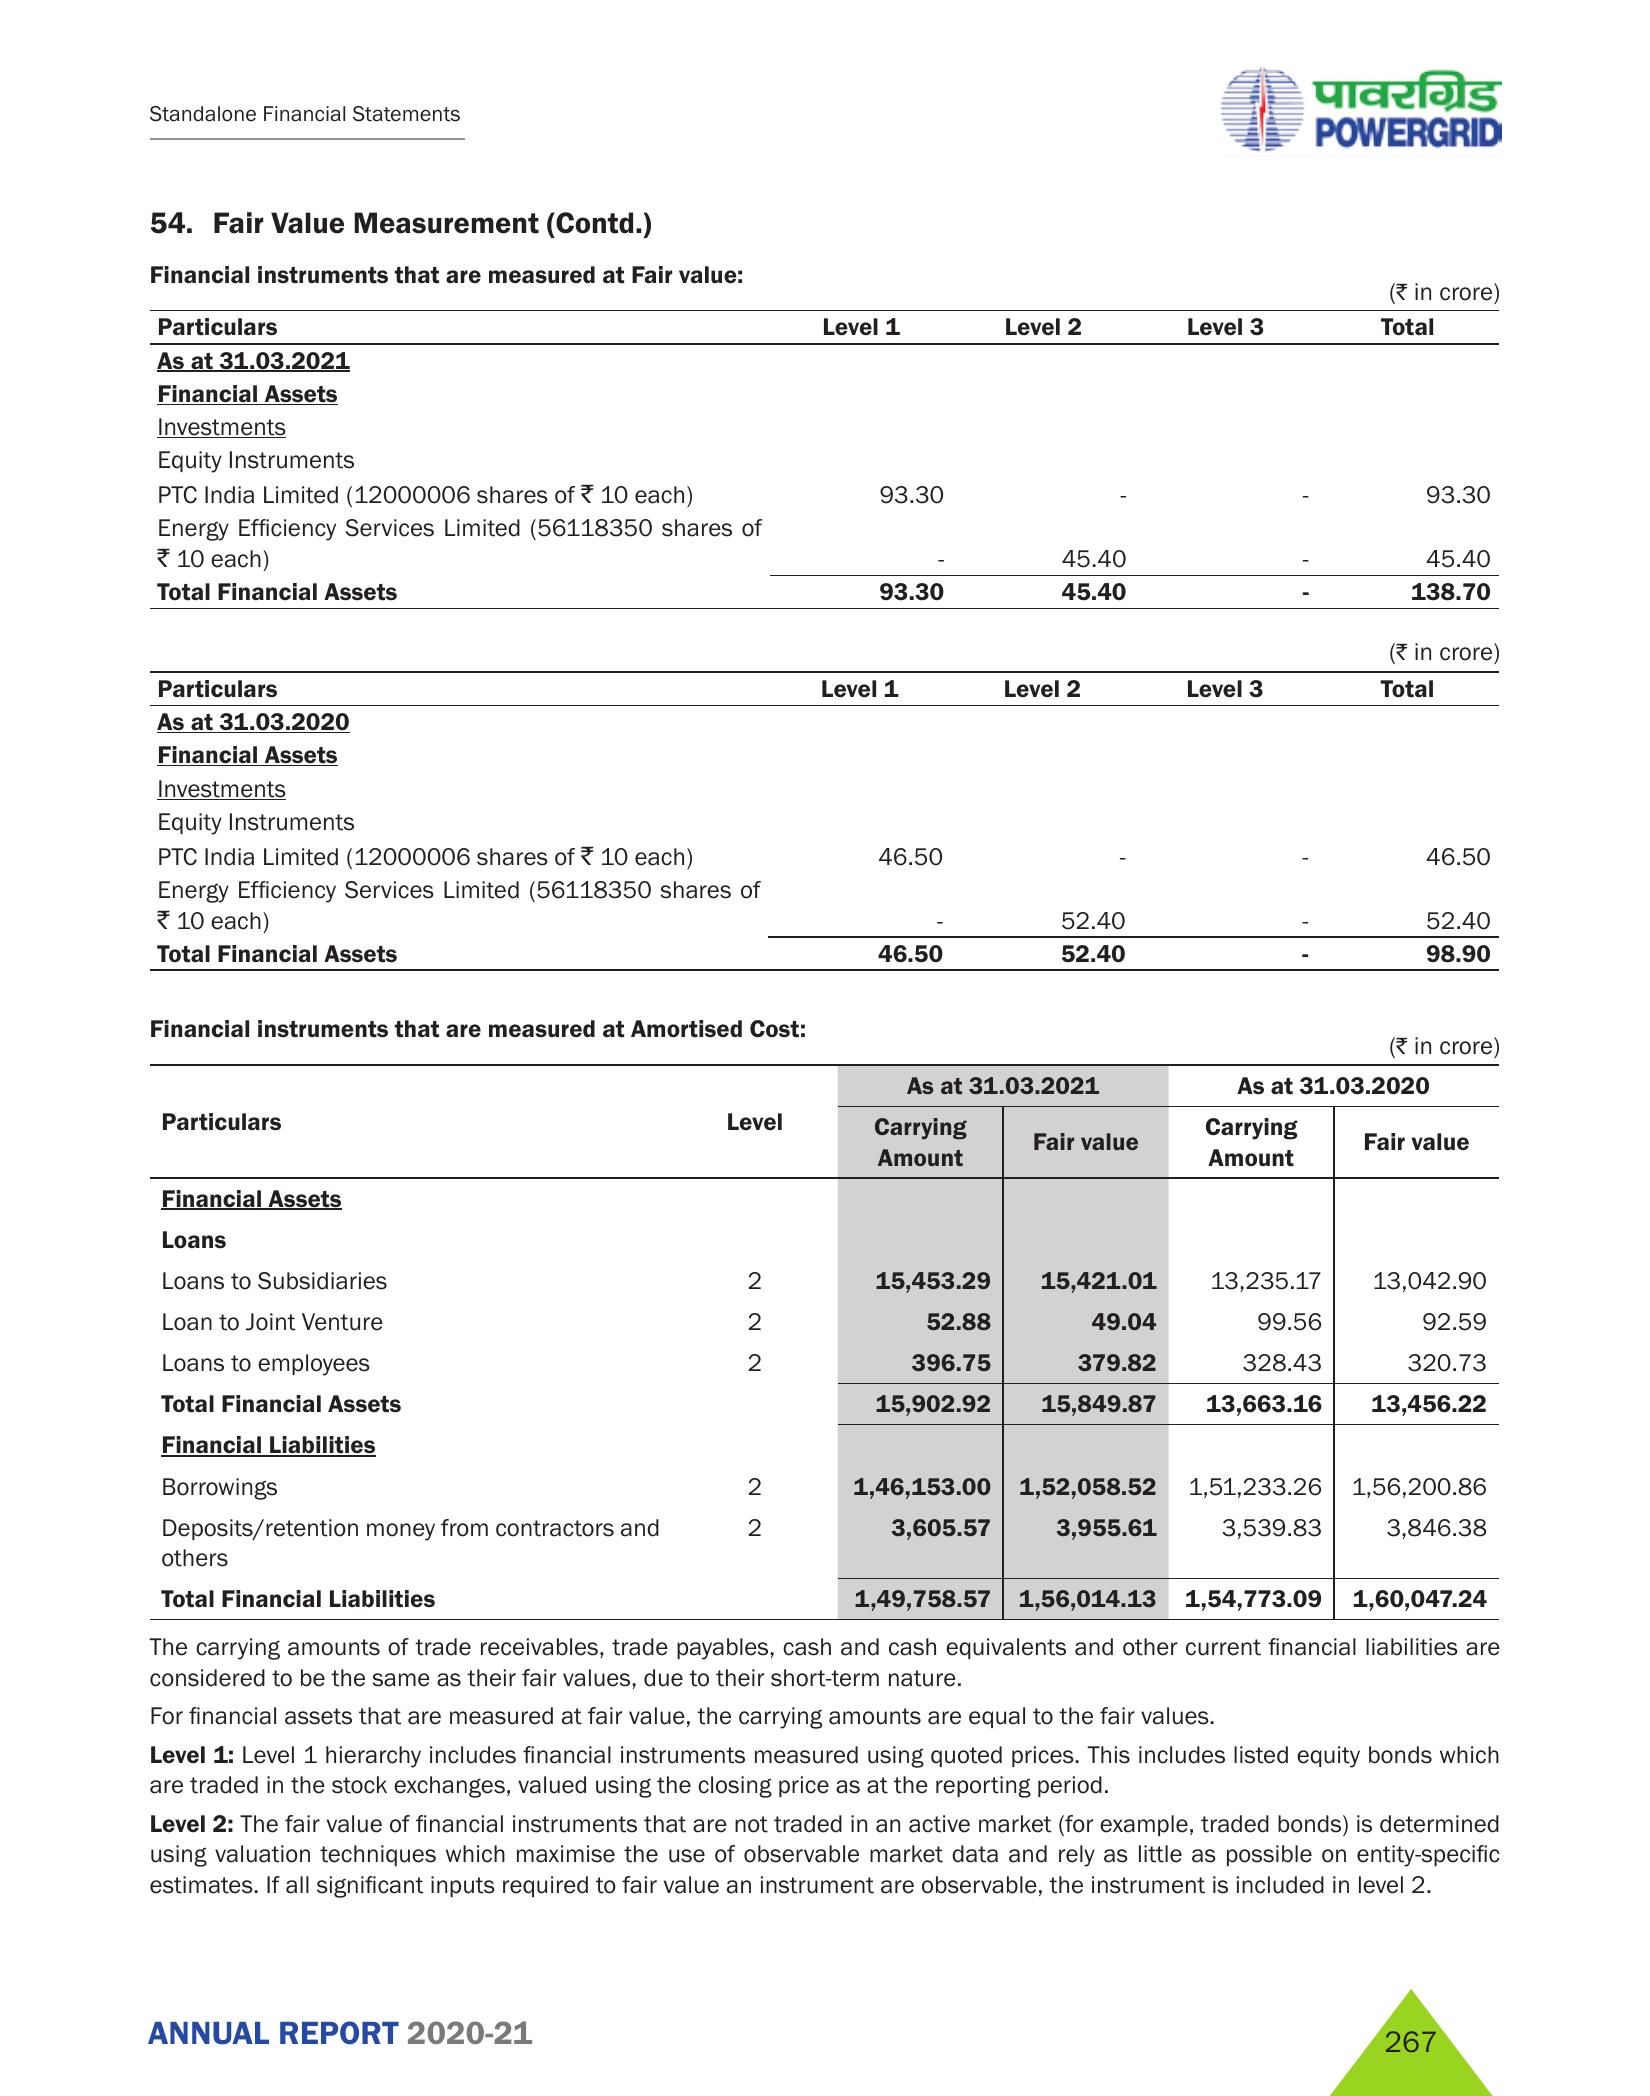 Standalone Financial Statements
पावरग्रिड
POWERGRID
54. Fair Value Measurement (Contd.)
Financial instruments that are measured at Fair value:
(₹ in crore)
Particulars Level 1 Level 2 Level 3 Total
As at 31.03.2021
Financial Assets
Investments
Equity Instruments
PTC India Limited (12000006 shares of ₹ 10 each) 93.30 - - 93.30
Energy Efficiency Services Limited (56118350 shares of
₹ 10 each) - 45.40 - 45.40
Total Financial Assets 93.30 45.40 - 138.70
(₹ in crore)
Particulars Level 1 Level 2 Level 3 Total
As at 31.03.2020
Financial Assets
Investments
Equity Instruments
PTC India Limited (12000006 shares of ₹ 10 each) 46.50 - - 46.50
Energy Efficiency Services Limited (56118350 shares of
₹ 10 each) - 52.40 - 52.40
Total Financial Assets 46.50 52.40 - 98.90
Financial instruments that are measured at Amortised Cost:
(₹ in crore)
As at 31.03.2021 As at 31.03.2020
Particulars Level Carrying Amount Fair value Carrying Amount Fair value
Financial Assets
Loans
Loans to Subsidiaries 2 15,453.29 15,421.01 13,235.17 13,042.90
Loan to Joint Venture 2 52.88 49.04 99.56 92.59
Loans to employees 2 396.75 379.82 328.43 320.73
Total Financial Assets 15,902.92 15,849.87 13,663.16 13,456.22
Financial Liabilities
Borrowings 2 1,46,153.00 1,52,058.52 1,51,233.26 1,56,200.86
Deposits/retention money from contractors and 2 3,605.57 3,955.61 3,539.83 3,846.38
others
Total Financial Liabilities 1,49,758.57 1,56,014.13 1,54,773.09 1,60,047.24
The carrying amounts of trade receivables, trade payables, cash and cash equivalents and other current financial liabilities are
considered to be the same as their fair values, due to their short-term nature.
For financial assets that are measured at fair value, the carrying amounts are equal to the fair values.
Level 1: Level 1 hierarchy includes financial instruments measured using quoted prices. This includes listed equity bonds which
are traded in the stock exchanges, valued using the closing price as at the reporting period.
Level 2: The fair value of financial instruments that are not traded in an active market (for example, traded bonds) is determined
using valuation techniques which maximise the use of observable market data and rely as little as possible on entity-specific
estimates. If all significant inputs required to fair value an instrument are observable, the instrument is included in level 2.
ANNUAL REPORT 2020-21
267